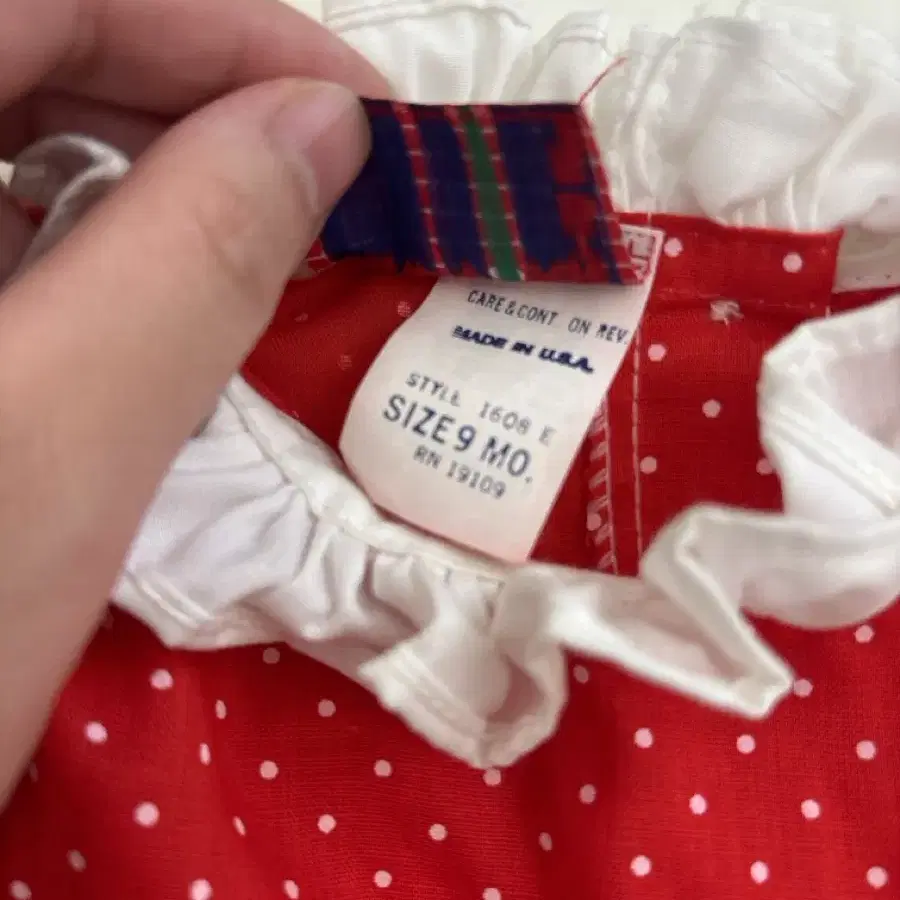 CARE & CONT ON REV.
MADE IN U.S.A.
STYLE 1608 E
SIZE 9 MO.
RN 19109